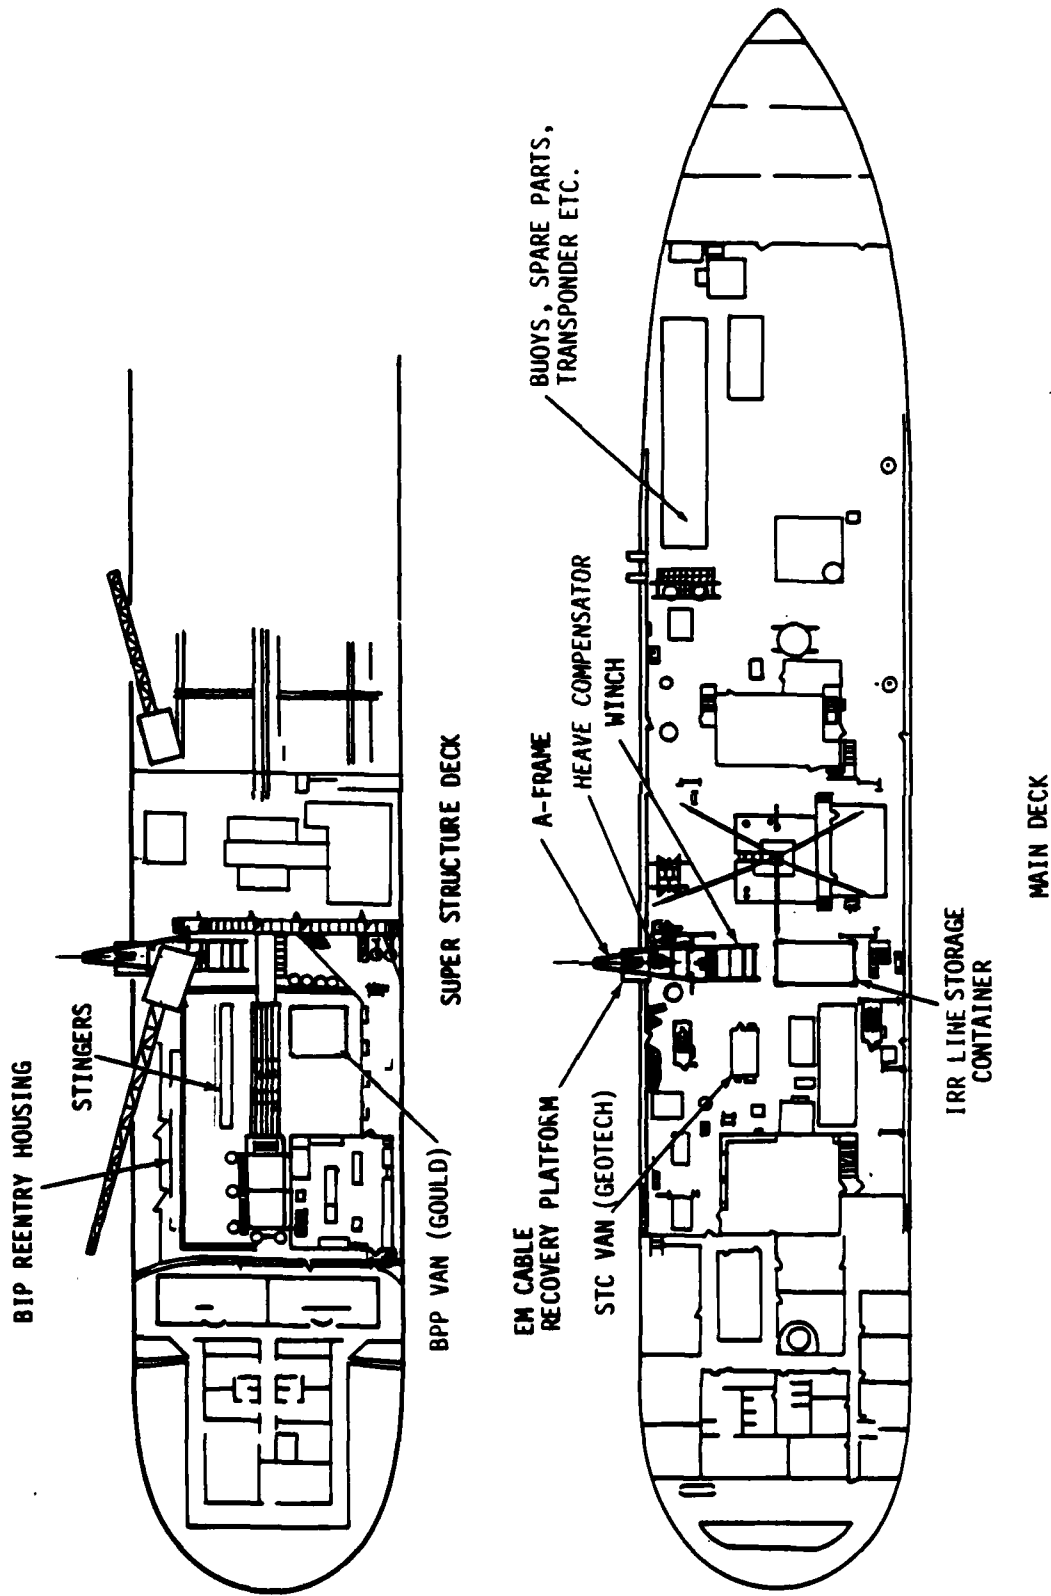 BIP REENTRY HOUSING
STINGERS
BPP VAN (GOULD)
SUPER STRUCTURE DECK
BUOYS, SPARE PARTS,
TRANSPONDER ETC.
A-FRAME
HEAVE COMPENSATOR
WINCH
EM CABLE
RECOVERY PLATFORM
STC VAN (GEOTECH)
IRR LINE STORAGE
CONTAINER
MAIN DECK